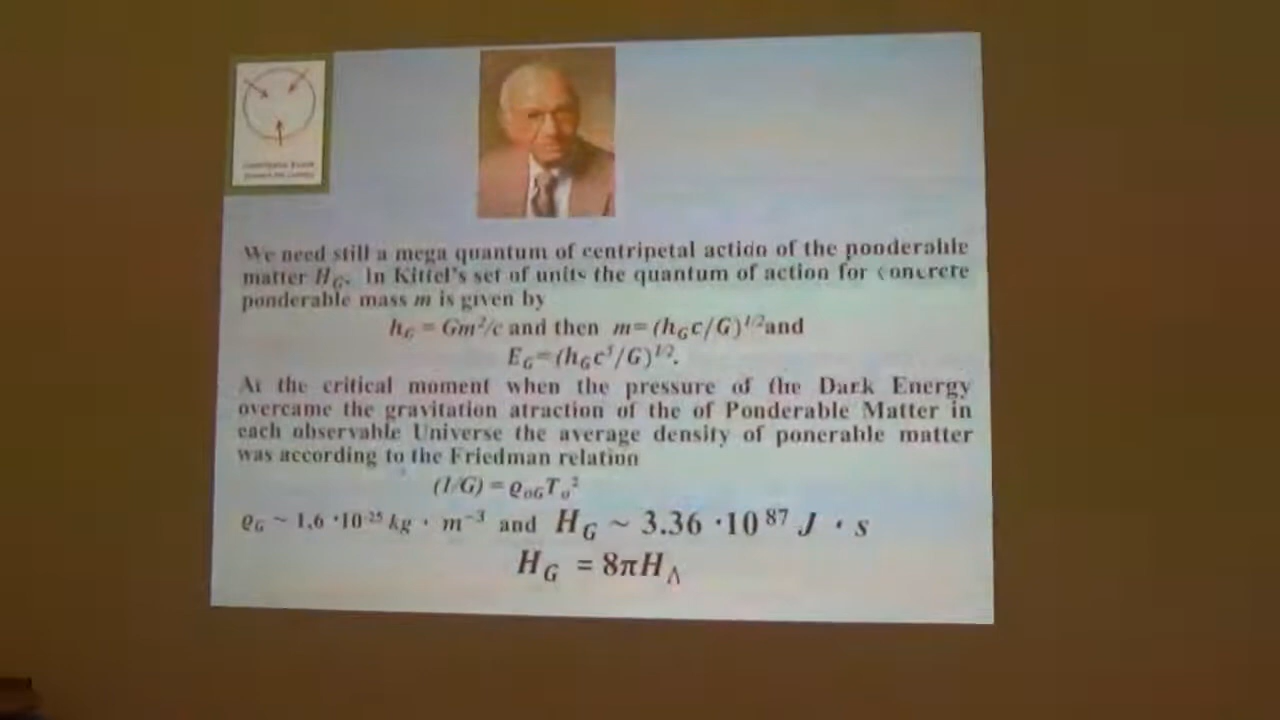 We need still a mega quantum of centripetal action of the ponderable
matter H_G. In Kittel's set of units the quantum of action for concrete
ponderable mass m is given by
h_G = Gm²/c and then m=(h_Gc/G)^1/2 and
E_G=(h_Gc⁵/G)^1/2.
At the critical moment when the pressure of the Dark Energy
overcame the gravitation atraction of the of Ponderable Matter in
each observable Universe the average density of ponerable matter
was according to the Friedman relation
(1/G) = ϱ_oG T_o²
ϱ_G ~ 1,6 ·10⁻²⁵ kg · m⁻³ and H_G ~ 3.36 ·10⁸⁷ J · s
H_G = 8πH_Λ